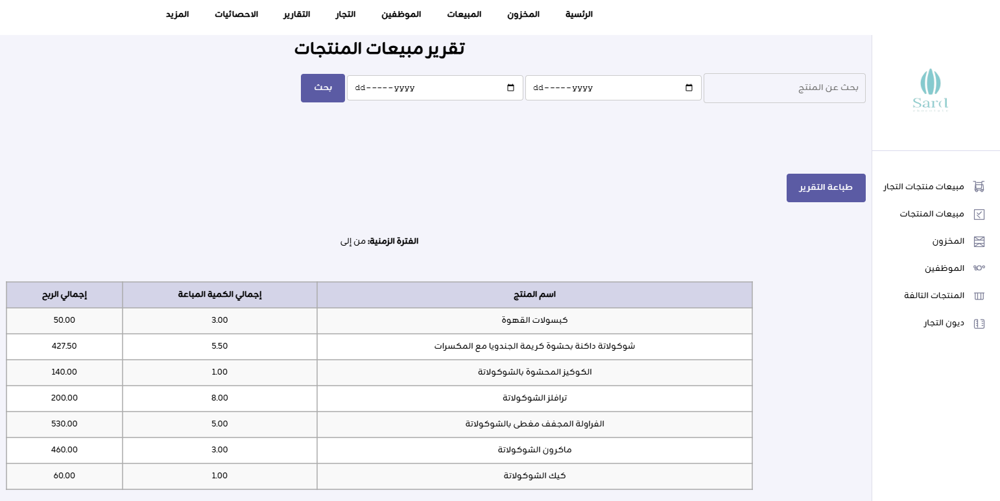 الرئسية المخزون المبيعات الموظفين التجار التقارير الاحصائيات المزيد
Sard
مبيعات منتجات التجار
مبيعات المنتجات
المخزون
الموظفين
المنتجات التالفة
ديون التجار
تقرير مبيعات المنتجات
بحث عن المنتج dd-----yyyy dd-----yyyy بحث
طباعة التقرير
الفترة الزمنية: من إلى
اسم المنتج إجمالي الكمية المباعة إجمالي الربح
كبسولات القهوة 3.00 50.00
شوكولاتة داكنة بحشوة كريمة الجندويا مع المكسرات 5.50 427.50
الكوكيز المحشوة بالشوكولاتة 1.00 140.00
ترافلز الشوكولاتة 8.00 200.00
الفراولة المجفف مغطى بالشوكولاتة 5.00 530.00
ماكرون الشوكولاتة 3.00 460.00
كيك الشوكولاتة 1.00 60.00